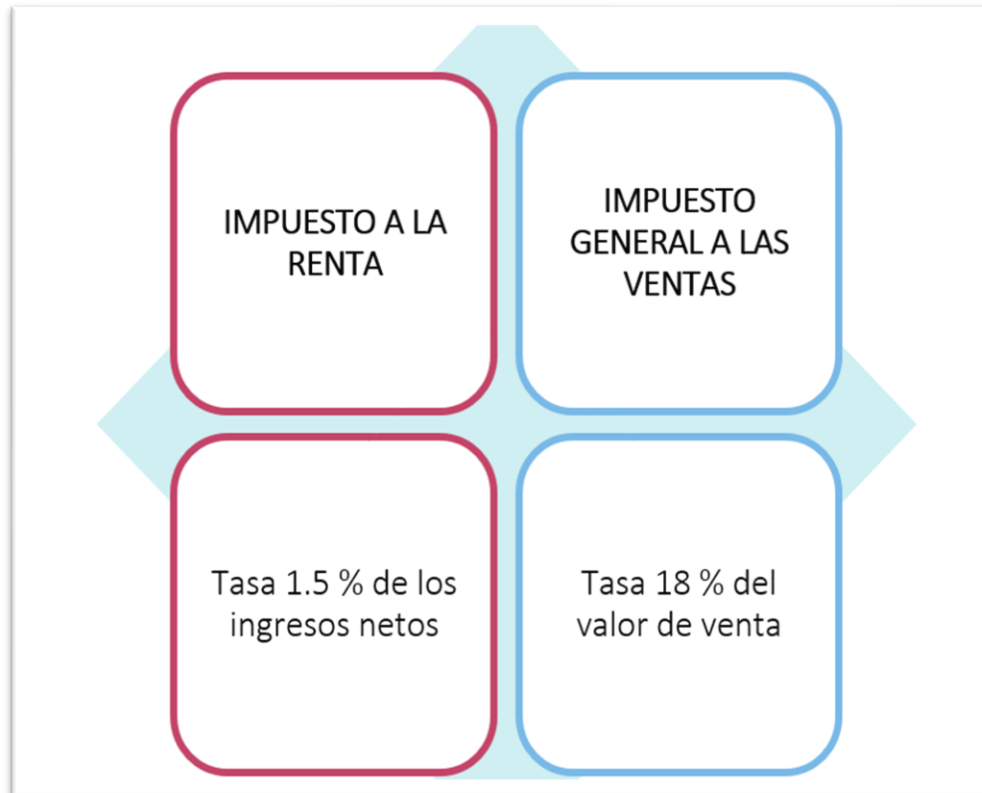 IMPUESTO A LA
RENTA
IMPUESTO
GENERAL A LAS
VENTAS
Tasa 1.5 % de los
ingresos netos
Tasa 18 % del
valor de venta